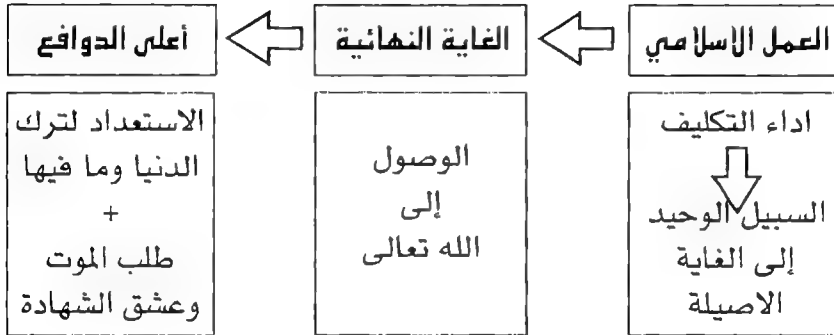 العمل الاسلامي
الغاية النهائية
أعلى الدوافع
اداء التكليف
السبيل الوحيد
إلى الغاية
الاصيلة
الوصول
إلى
الله تعالى
الاستعداد لترك
الدنيا وما فيها
+
طلب الموت
وعشق الشهادة